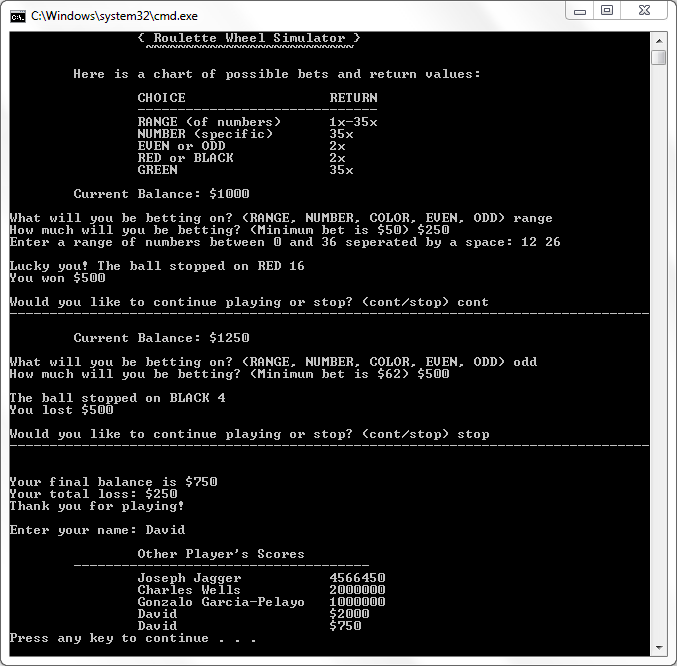 C:\Windows\system32\cmd.exe
{ Roulette Wheel Simulator }
~~~~~~~~~~~~~~~~~~~~~~~~~~
Here is a chart of possible bets and return values:
CHOICE RETURN
------------------------------
RANGE (of numbers) 1x-35x
NUMBER (specific) 35x
EVEN or ODD 2x
RED or BLACK 2x
GREEN 35x
Current Balance: $1000
What will you be betting on? (RANGE, NUMBER, COLOR, EVEN, ODD) range
How much will you be betting? (Minimum bet is $50) $250
Enter a range of numbers between 0 and 36 seperated by a space: 12 26
Lucky you! The ball stopped on RED 16
You won $500
Would you like to continue playing or stop? (cont/stop) cont
--------------------------------------------------------------------------------
Current Balance: $1250
What will you be betting on? (RANGE, NUMBER, COLOR, EVEN, ODD) odd
How much will you be betting? (Minimum bet is $62) $500
The ball stopped on BLACK 4
You lost $500
Would you like to continue playing or stop? (cont/stop) stop
--------------------------------------------------------------------------------
Your final balance is $750
Your total loss: $250
Thank you for playing!
Enter your name: David
Other Player's Scores
-------------------------------------
Joseph Jagger 4566450
Charles Wells 2000000
Gonzalo Garcia-Pelayo 1000000
David $2000
David $750
Press any key to continue . . .